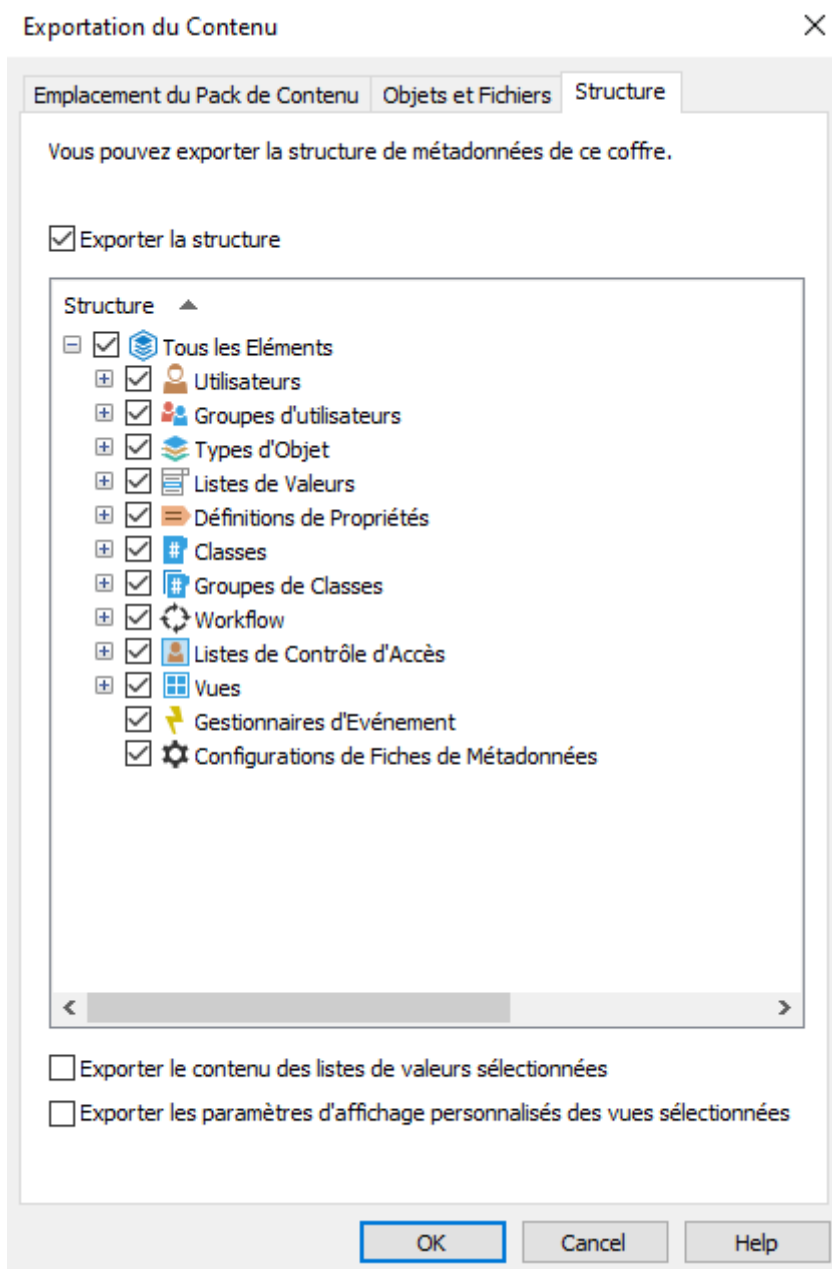 Exportation du Contenu
Emplacement du Pack de Contenu
Objets et Fichiers
Structure
Vous pouvez exporter la structure de métadonnées de ce coffre.
Exporter la structure
Structure
Tous les Eléments
Utilisateurs
Groupes d'utilisateurs
Types d'Objet
Listes de Valeurs
Définitions de Propriétés
Classes
Groupes de Classes
Workflow
Listes de Contrôle d'Accès
Vues
Gestionnaires d'Evénement
Configurations de Fiches de Métadonnées
Exporter le contenu des listes de valeurs sélectionnées
Exporter les paramètres d'affichage personnalisés des vues sélectionnées
OK
Cancel
Help